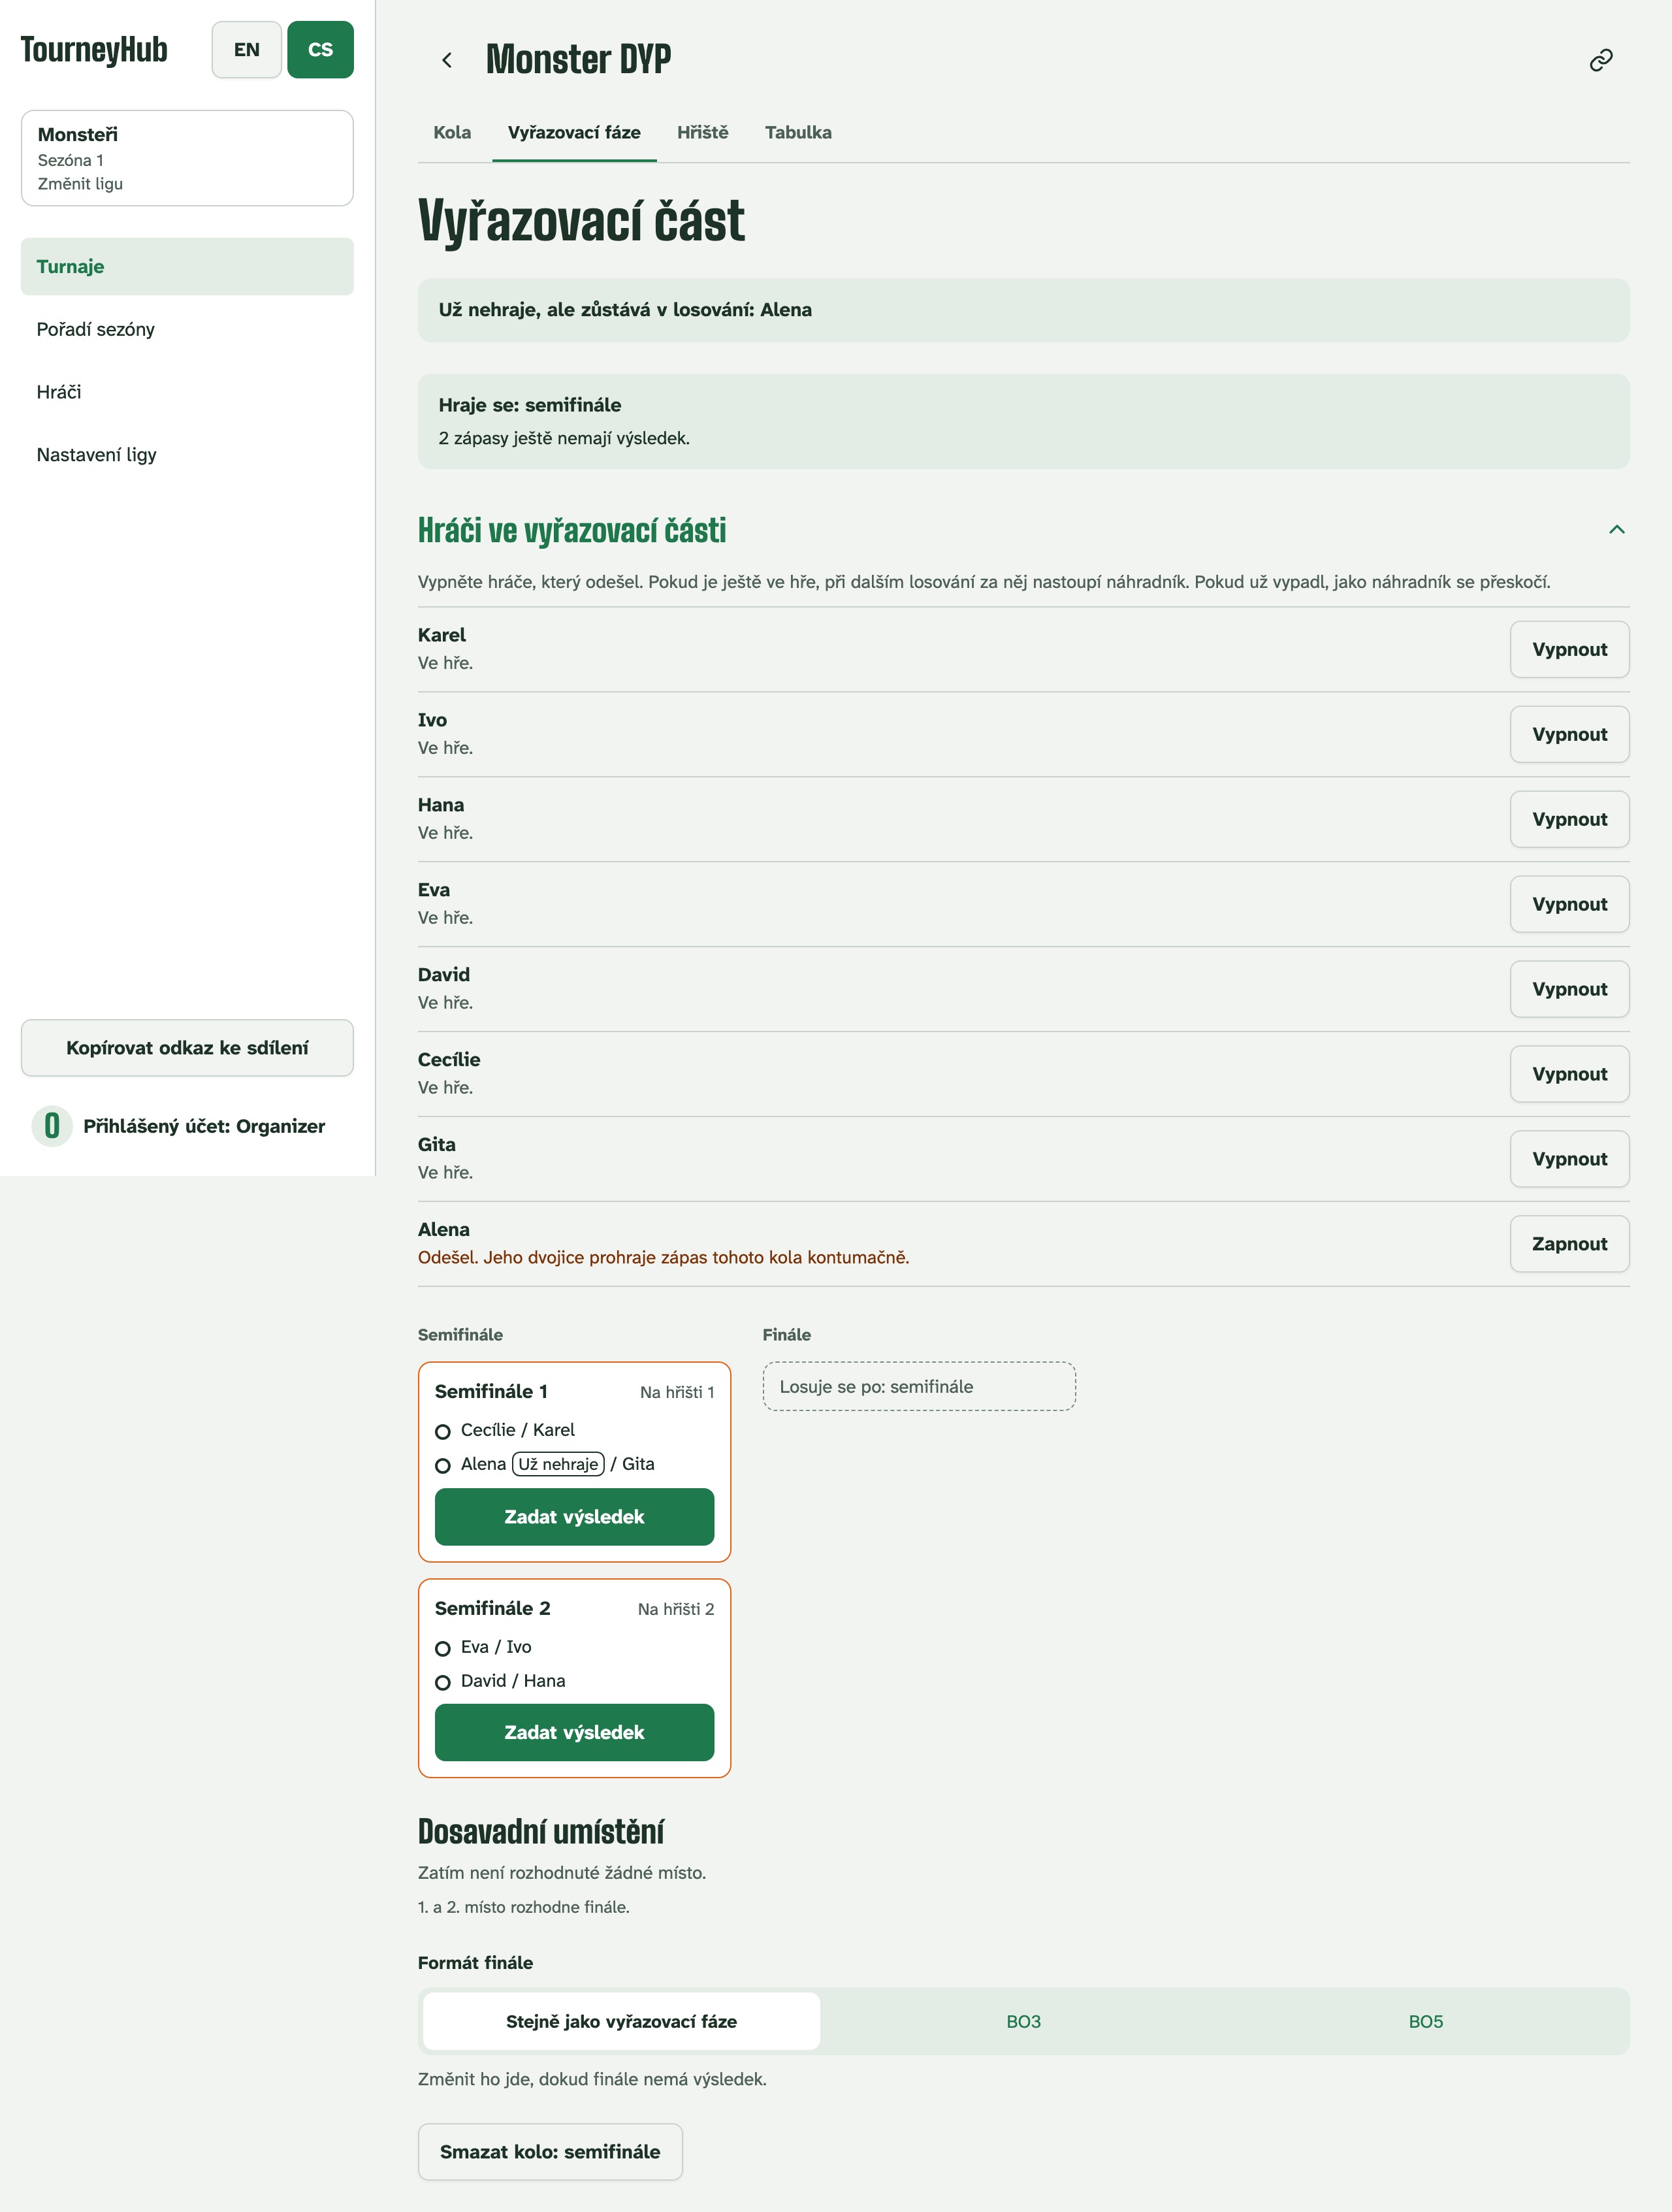 TourneyHub
EN
CS
Monsteři
Sezóna 1
Změnit ligu
Turnaje
Pořadí sezóny
Hráči
Nastavení ligy
Kopírovat odkaz ke sdílení
O
Přihlášený účet: Organizer
Monster DYP
Kola
Vyřazovací fáze
Hřiště
Tabulka
Vyřazovací část
Už nehraje, ale zůstává v losování: Alena
Hraje se: semifinále
2 zápasy ještě nemají výsledek.
Hráči ve vyřazovací části
Vypněte hráče, který odešel. Pokud je ještě ve hře, při dalším losování za něj nastoupí náhradník. Pokud už vypadl, jako náhradník se přeskočí.
Karel
Ve hře.
Vypnout
Ivo
Ve hře.
Vypnout
Hana
Ve hře.
Vypnout
Eva
Ve hře.
Vypnout
David
Ve hře.
Vypnout
Cecílie
Ve hře.
Vypnout
Gita
Ve hře.
Vypnout
Alena
Odešel. Jeho dvojice prohraje zápas tohoto kola kontumačně.
Zapnout
Semifinále
Semifinále 1
Na hřišti 1
Cecílie / Karel
Alena Už nehraje / Gita
Zadat výsledek
Semifinále 2
Na hřišti 2
Eva / Ivo
David / Hana
Zadat výsledek
Finále
Losuje se po: semifinále
Dosavadní umístění
Zatím není rozhodnuté žádné místo.
1. a 2. místo rozhodne finále.
Formát finále
Stejně jako vyřazovací fáze
BO3
BO5
Změnit ho jde, dokud finále nemá výsledek.
Smazat kolo: semifinále